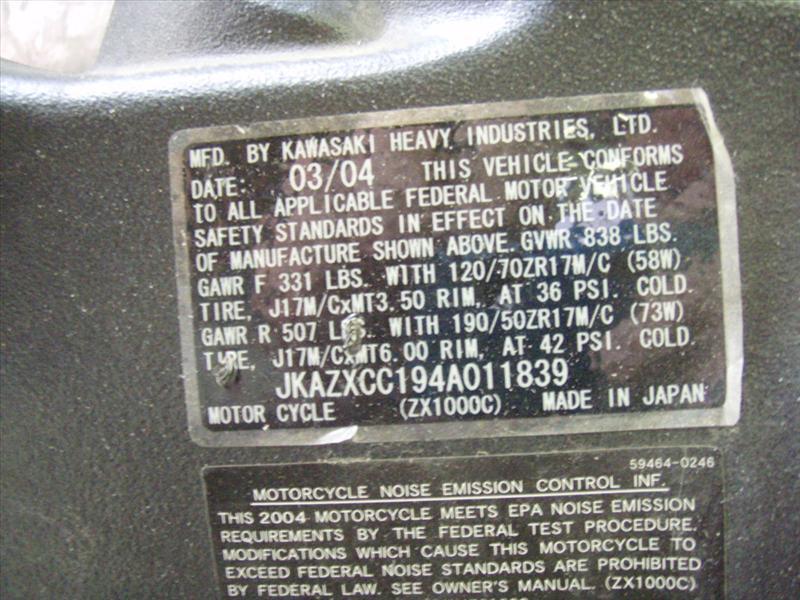 MFD. BY KAWASAKI HEAVY INDUSTRIES, LTD.
DATE: 03/04 THIS VEHICLE CONFORMS
TO ALL APPLICABLE FEDERAL MOTOR VEHICLE
SAFETY STANDARDS IN EFFECT ON THE DATE
OF MANUFACTURE SHOWN ABOVE. GVWR 838 LBS.
GAWR F 331 LBS. WITH 120/70ZR17M/C (58W)
TIRE, J17M/CxMT3.50 RIM, AT 36 PSI. COLD.
GAWR R 507 LBS. WITH 190/50ZR17M/C (73W)
TIRE, J17M/CxMT6.00 RIM, AT 42 PSI. COLD.
JKAZXCC194A011839
MOTOR CYCLE (ZX1000C) MADE IN JAPAN
59464-0246
MOTORCYCLE NOISE EMISSION CONTROL INF.
THIS 2004 MOTORCYCLE MEETS EPA NOISE EMISSION
REQUIREMENTS BY THE FEDERAL TEST PROCEDURE.
MODIFICATIONS WHICH CAUSE THIS MOTORCYCLE TO
EXCEED FEDERAL NOISE STANDARDS ARE PROHIBITED
BY FEDERAL LAW. SEE OWNER'S MANUAL. (ZX1000C)